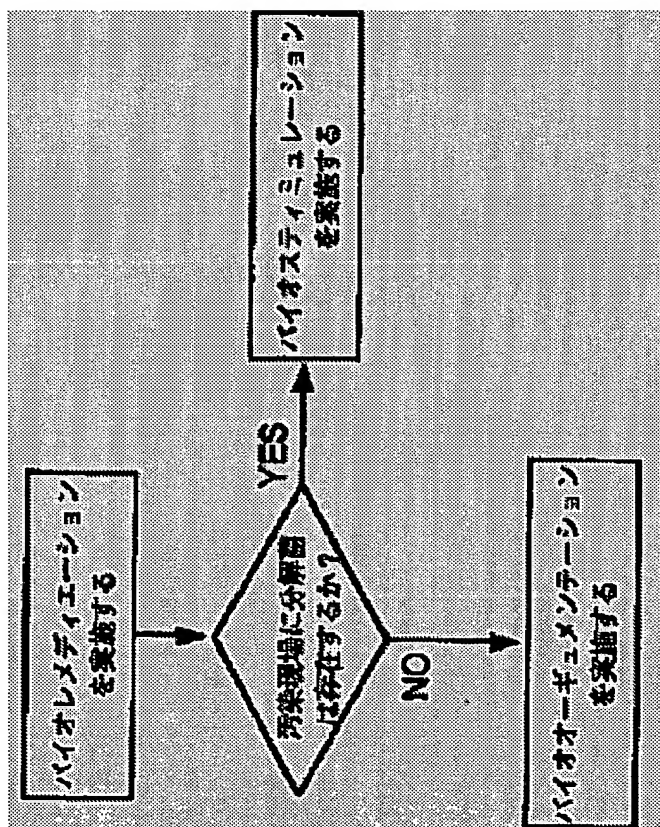 バイオレメディエーション
を実施する
汚染現場に分解菌
は存在するか?
YES
バイオスティミュレーション
を実施する
NO
バイオオーギュメンテーション
を実施する